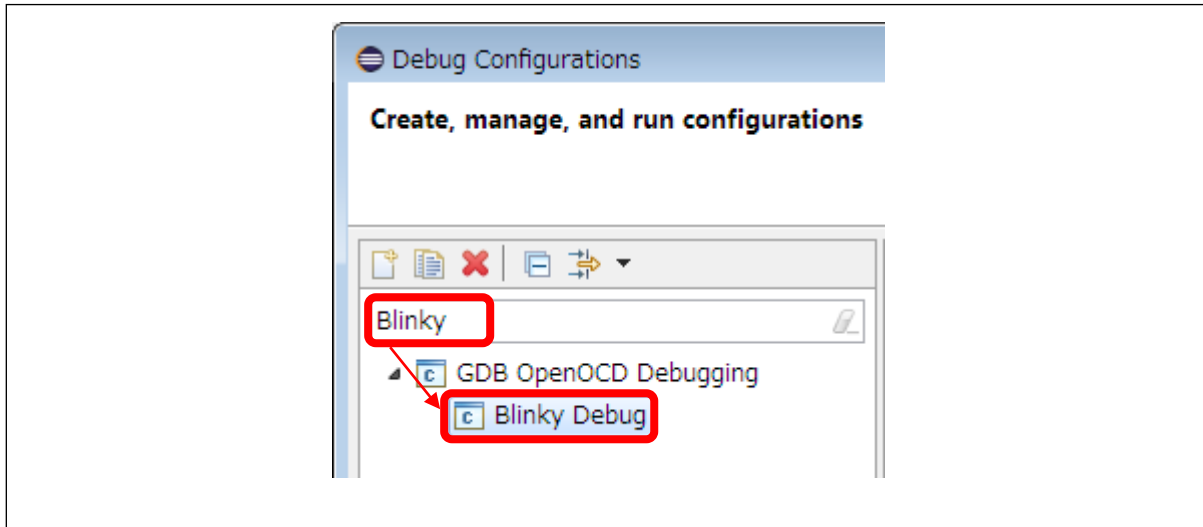 Debug Configurations
Create, manage, and run configurations
Blinky
GDB OpenOCD Debugging
Blinky Debug